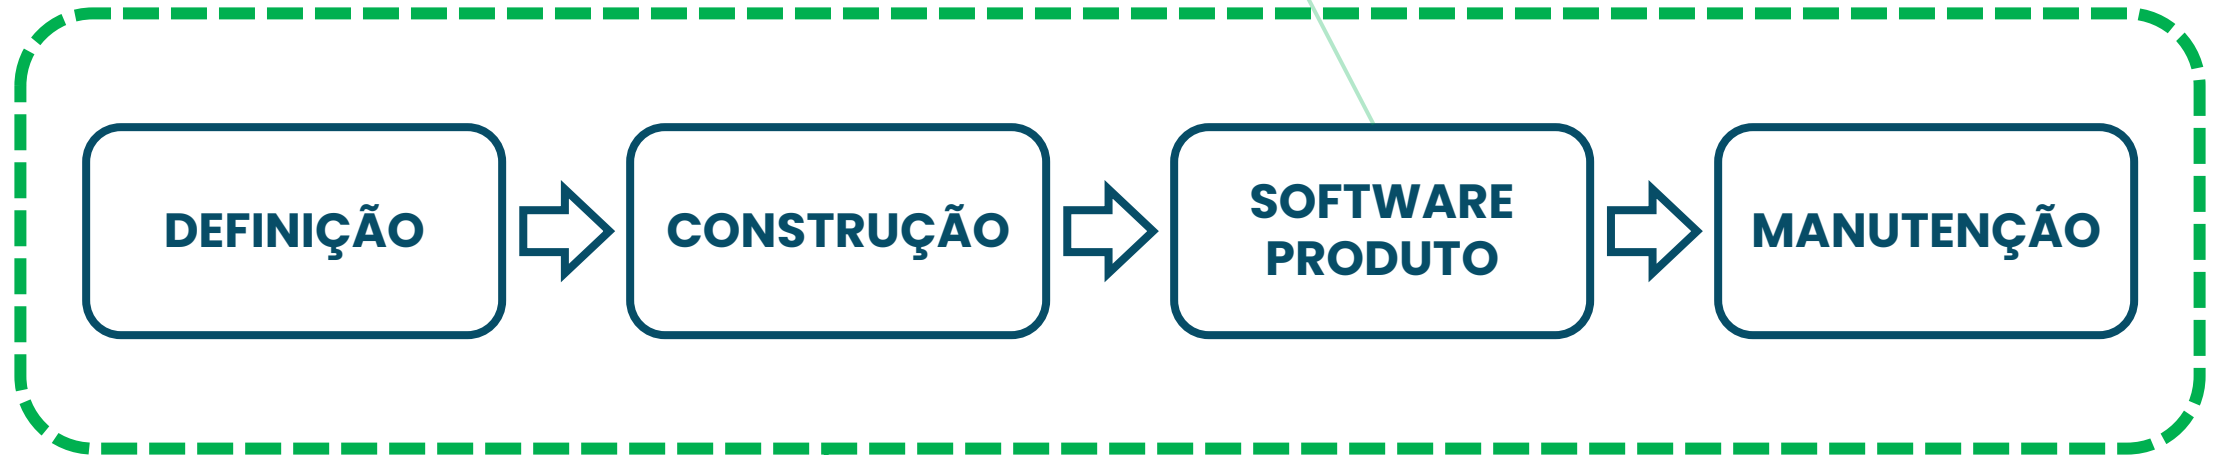 DEFINIÇÃO
CONSTRUÇÃO
SOFTWARE
PRODUTO
MANUTENÇÃO